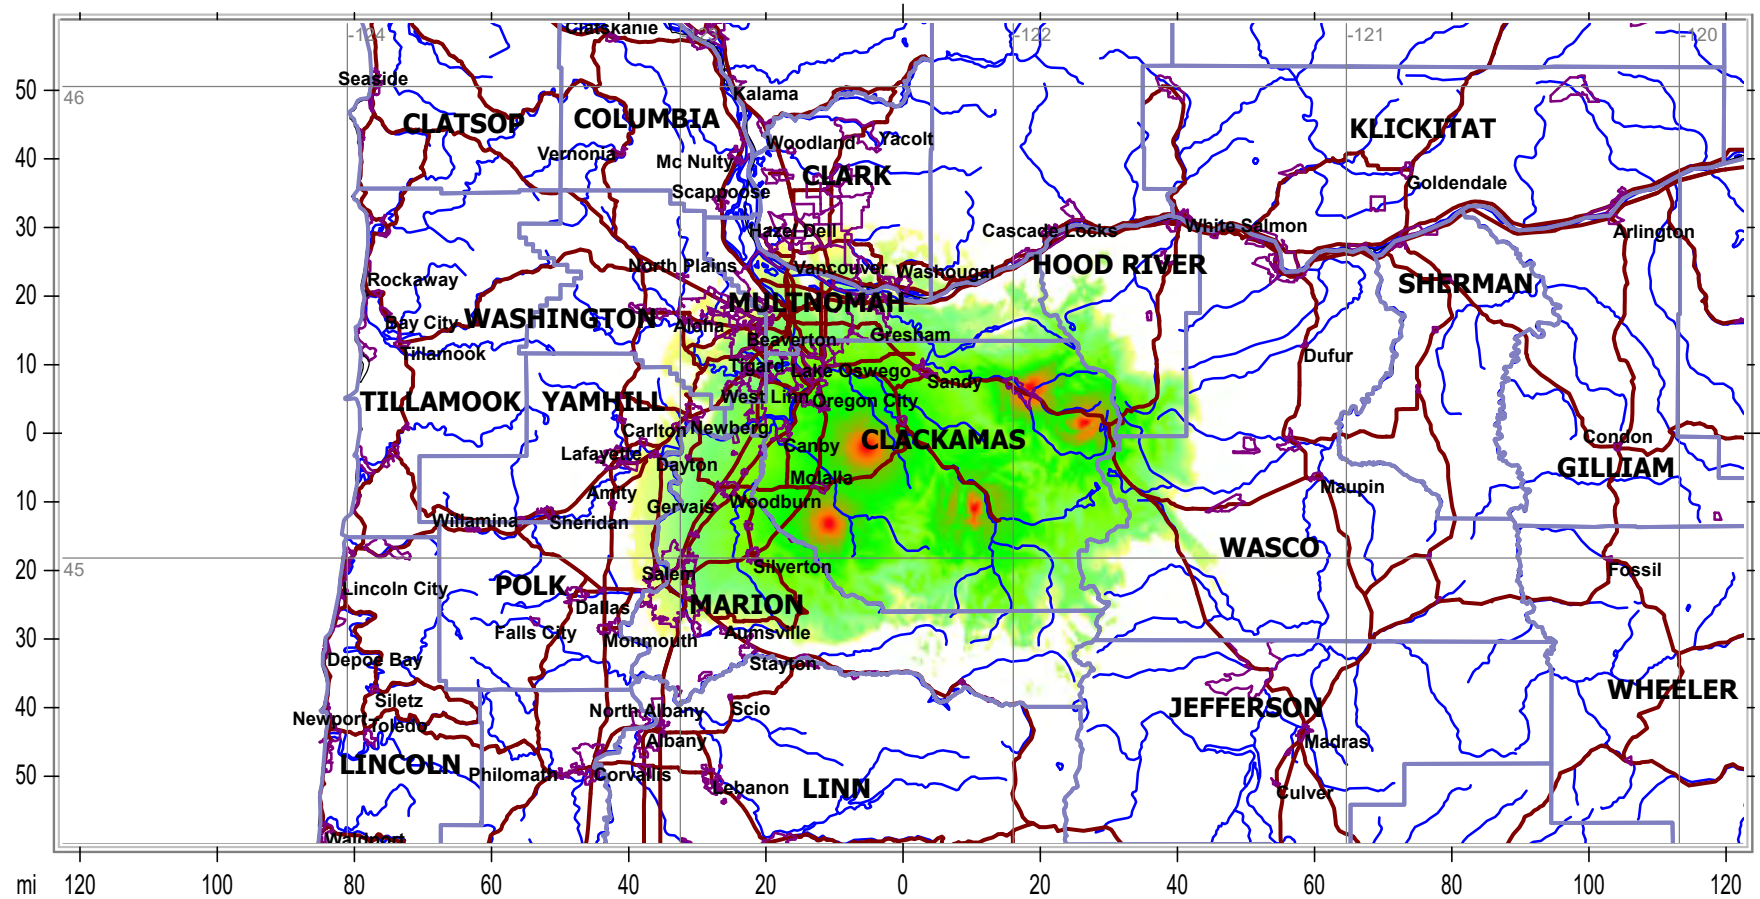 Clatskanie
-124
-123
-122
-121
-120
Seaside
50
46
Kalama
CLATSOP
COLUMBIA
KLICKITAT
Woodland
Yacolt
40
Vernonia
Mc Nulty
CLARK
Goldendale
Scappoose
30
Hazel Dell
Cascade Locks
White Salmon
Arlington
North Plains
Vancouver
Washougal
HOOD RIVER
Rockaway
SHERMAN
20
MULTNOMAH
Bay City
WASHINGTON
Aloha
Beaverton
Gresham
Tillamook
Dufur
10
Tigard
Lake Oswego
Sandy
TILLAMOOK
YAMHILL
West Linn
Oregon City
0
Carlton
Newberg
CLACKAMAS
Condon
Canby
Lafayette
Dayton
GILLIAM
Molalla
Maupin
Amity
10
Gervais
Woodburn
Willamina
Sheridan
WASCO
45
20
Salem
Silverton
Fossil
Lincoln City
POLK
Dallas
MARION
Falls City
Monmouth
Aumsville
30
Depoe Bay
Stayton
WHEELER
Siletz
JEFFERSON
40
Newport
Toledo
North Albany
Scio
Albany
Madras
LINCOLN
50
Philomath
Corvallis
Lebanon
LINN
Culver
Waldport
mi
120
100
80
60
40
20
0
20
40
60
80
100
120